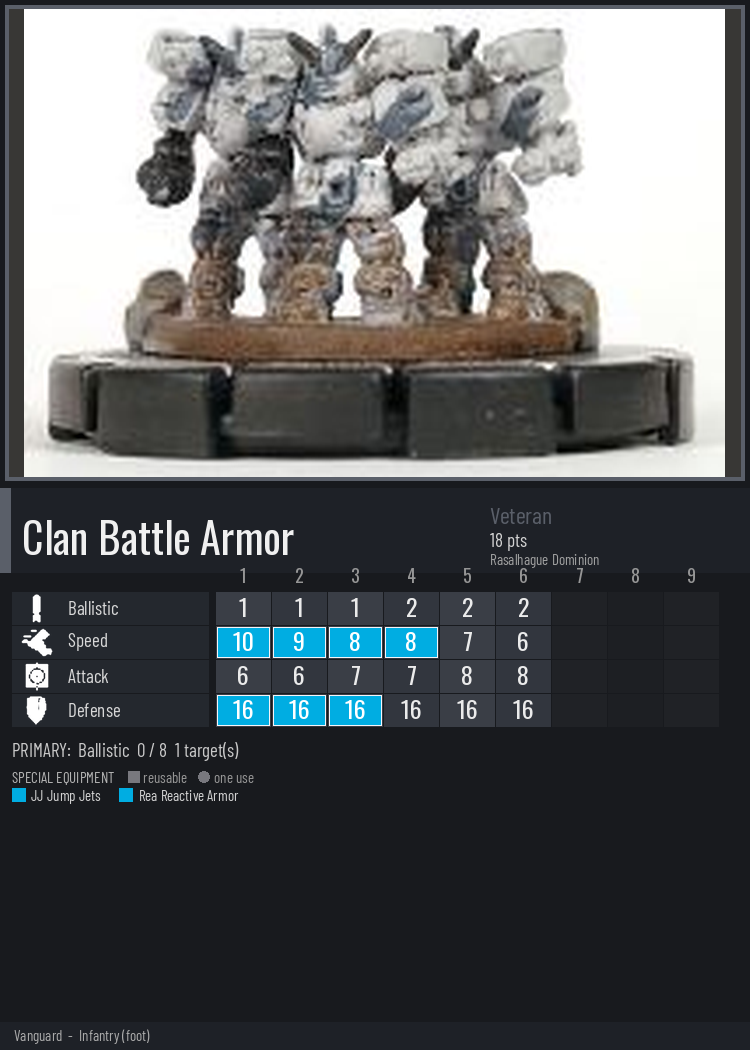 Clan Battle Armor
Veteran
18 pts
Rasalhague Dominion
1 2 3 4 5 6 7 8 9
Ballistic 1 1 1 2 2 2
Speed 10 9 8 8 7 6
Attack 6 6 7 7 8 8
Defense 16 16 16 16 16 16
PRIMARY: Ballistic 0 / 8 1 target(s)
SPECIAL EQUIPMENT reusable one use
JJ Jump Jets Rea Reactive Armor
Vanguard - Infantry (foot)